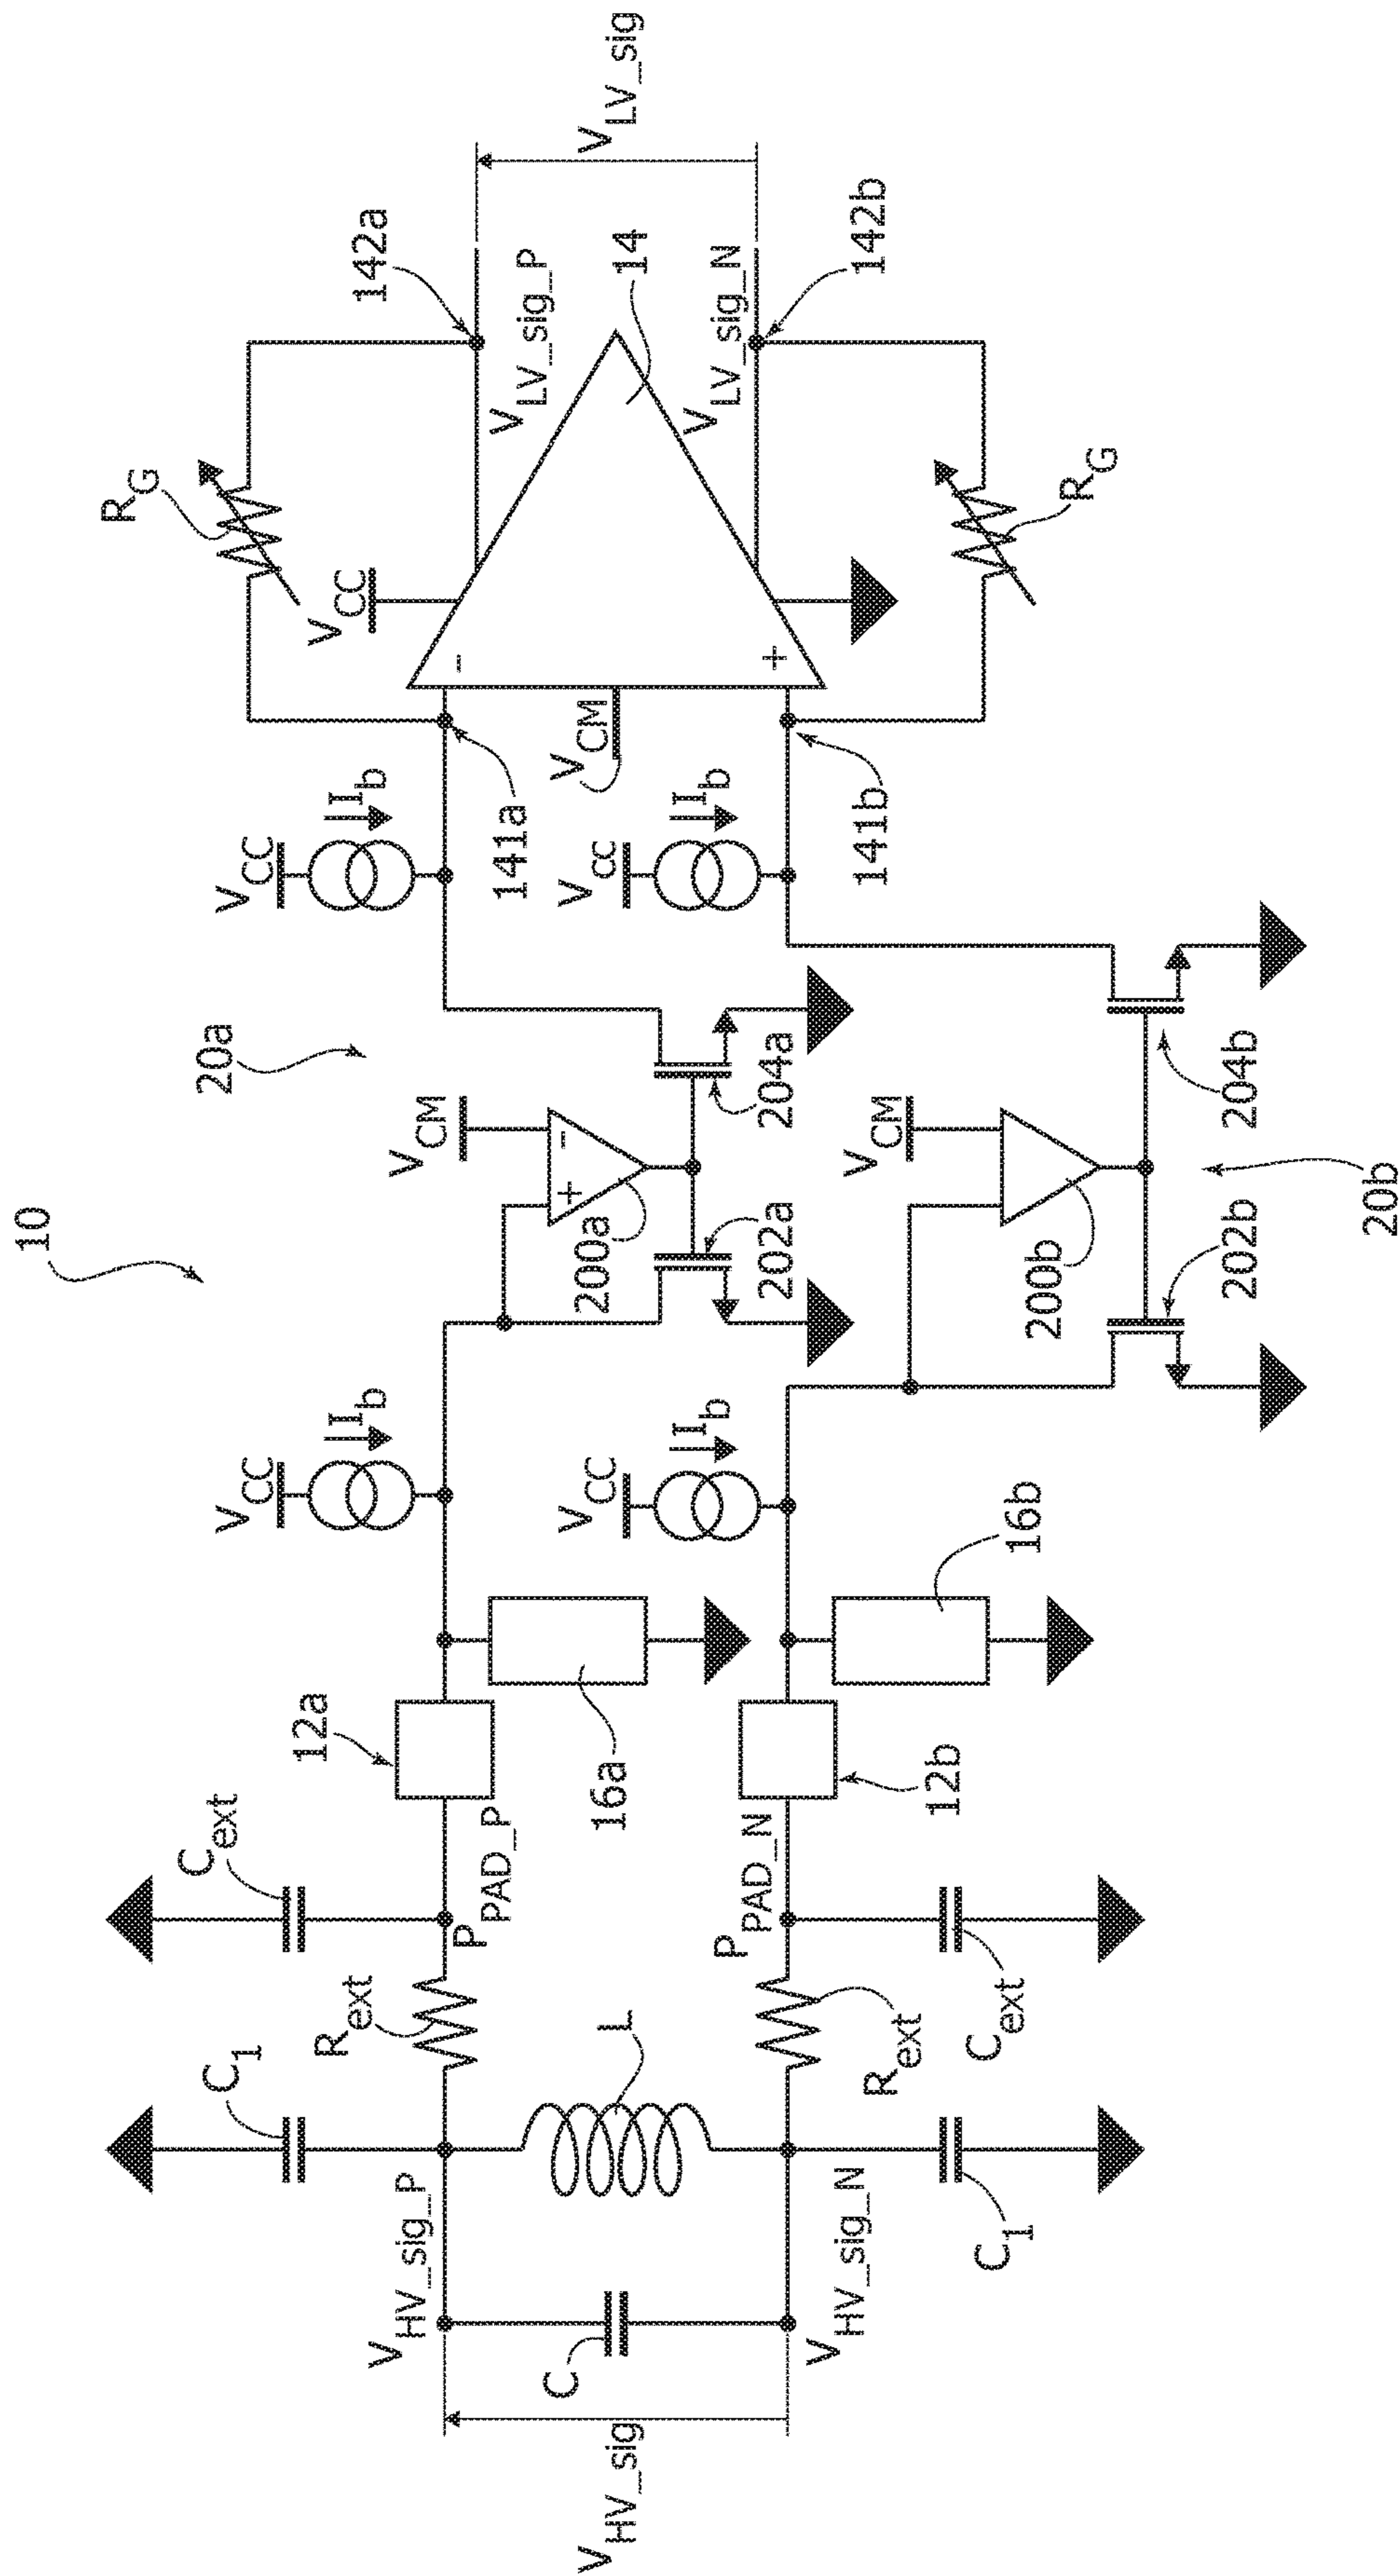 10
20a
V_HV_sig
V_HV_sig_P
V_HV_sig_N
C
C_1
C_1
L
R_ext
R_ext
C_ext
C_ext
P_PAD_P
P_PAD_N
12a
12b
16a
16b
V_CC
I_b
V_CC
I_b
V_CM
+
-
200a
202a
204a
V_CM
200b
202b
204b
20b
V_CC
I_b
V_CC
I_b
141a
141b
V_CM
R_G
V_CC
-
+
14
R_G
V_LV_sig_P
V_LV_sig_N
142a
142b
V_LV_sig